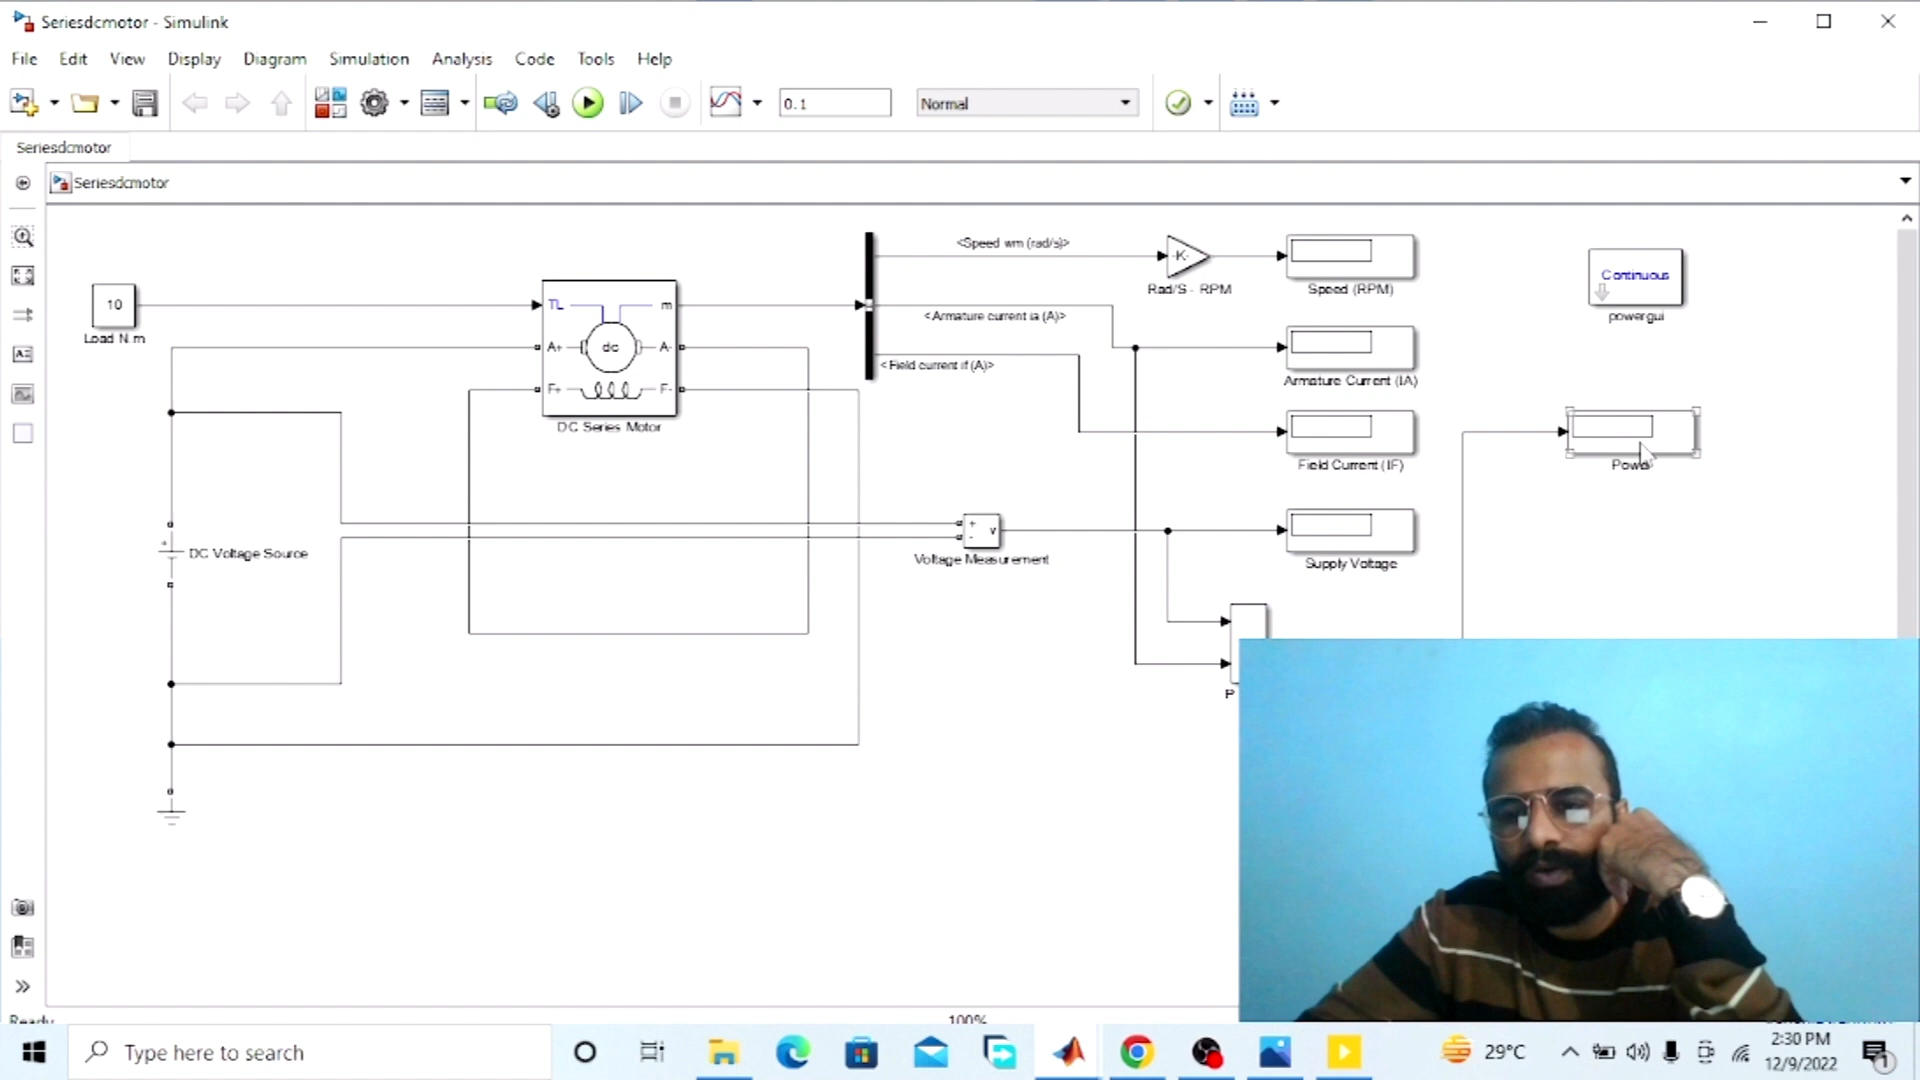 Seriesdcmotor - Simulink
File Edit View Display Diagram Simulation Analysis Code Tools Help
0.1
Normal
Seriesdcmotor
Seriesdcmotor
<Speed wm (rad/s)>
-K-
Rad/S - RPM
Speed (RPM)
Continuous
powergui
10
Load N m
TL
m
<Armature current ia (A)>
A+
dc
A-
Armature Current (IA)
<Field current if (A)>
F+
F-
DC Series Motor
Field Current (IF)
+
-
v
Voltage Measurement
Supply Voltage
+
DC Voltage Source
P
Ready
100%
Type here to search
29°C
2:30 PM
12/9/2022
1